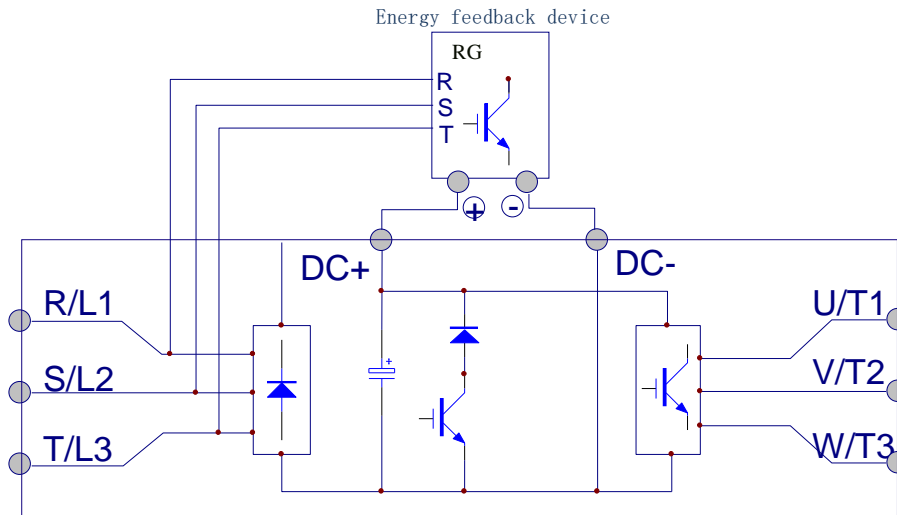 Energy feedback device
RG
R
S
T
+
-
DC+
DC-
R/L1
U/T1
S/L2
V/T2
+
T/L3
W/T3